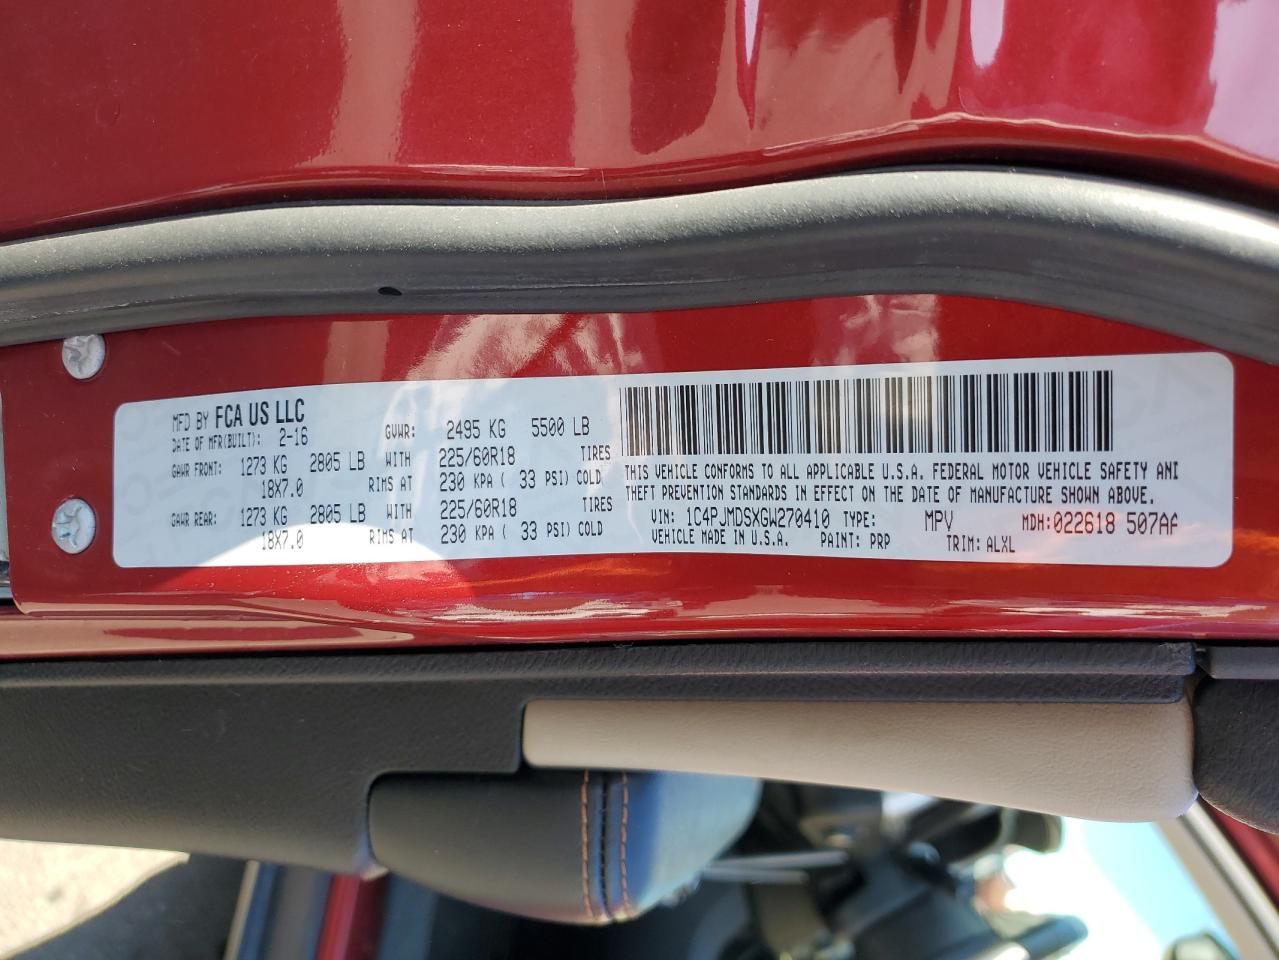 MFD BY FCA US LLC
DATE OF MFR(BUILT): 2-16 GVWR: 2495 KG 5500 LB
GAWR FRONT: 1273 KG 2805 LB WITH 225/60R18 TIRES
18X7.0 RIMS AT 230 KPA ( 33 PSI) COLD
GAWR REAR: 1273 KG 2805 LB WITH 225/60R18 TIRES
18X7.0 RIMS AT 230 KPA ( 33 PSI) COLD
THIS VEHICLE CONFORMS TO ALL APPLICABLE U.S.A. FEDERAL MOTOR VEHICLE SAFETY AND
THEFT PREVENTION STANDARDS IN EFFECT ON THE DATE OF MANUFACTURE SHOWN ABOVE.
VIN: 1C4PJMDSXGW270410 TYPE: MPV MDH:022618 507AF
VEHICLE MADE IN U.S.A. PAINT: PRP TRIM: ALXL